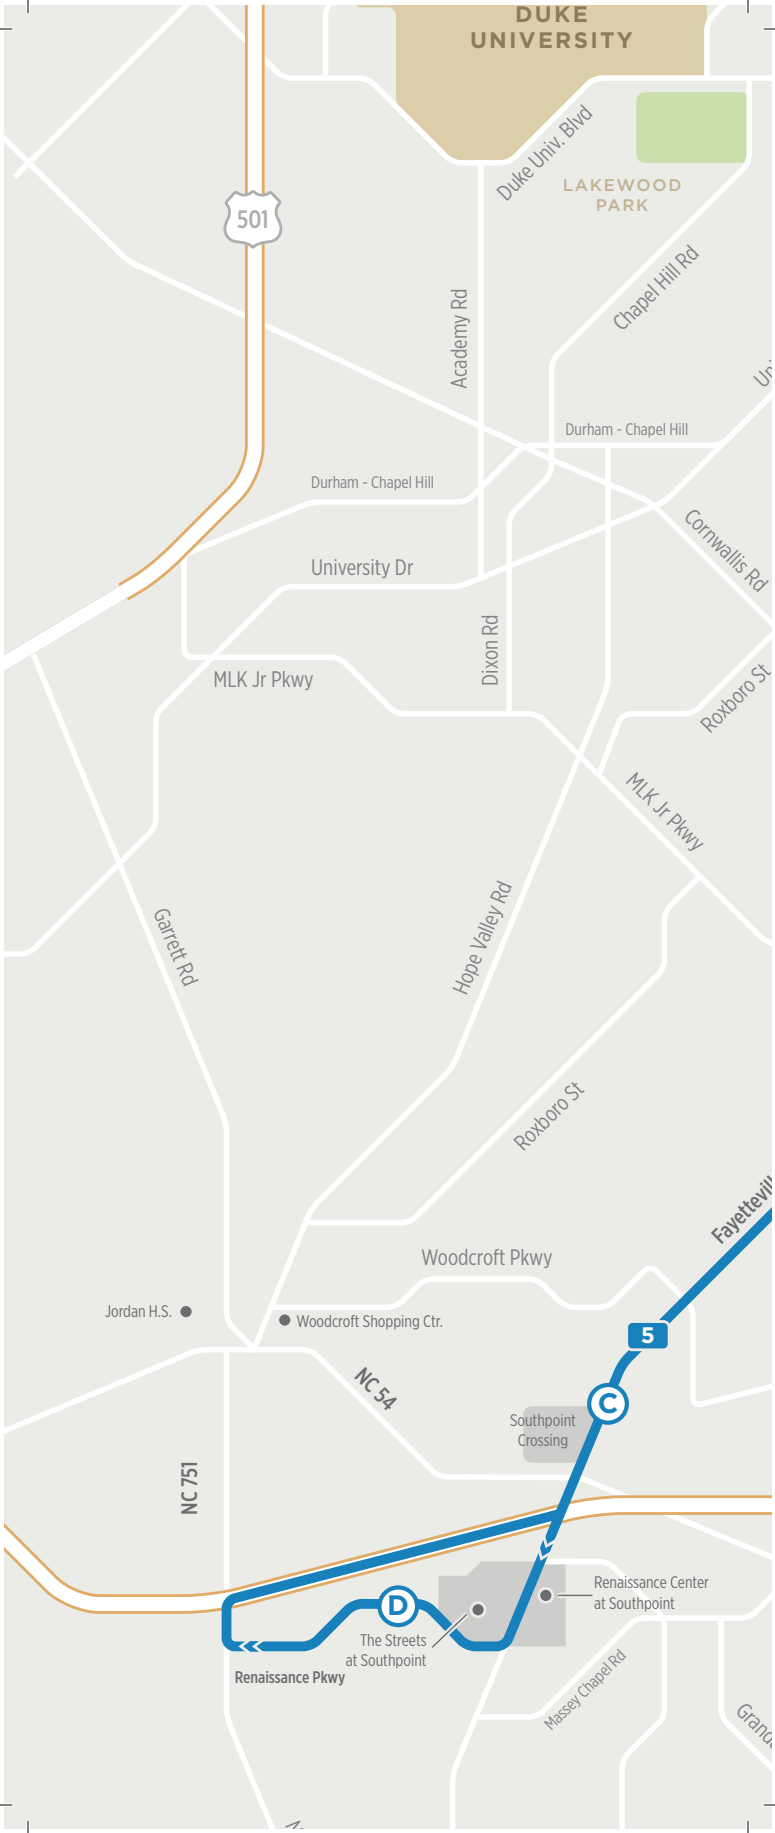 DUKE
UNIVERSITY
Duke Univ. Blvd
LAKEWOOD
PARK
501
Chapel Hill Rd
Academy Rd
Durham - Chapel Hill
Durham - Chapel Hill
Cornwallis Rd
University Dr
Dixon Rd
MLK Jr Pkwy
Roxboro St
MLK Jr Pkwy
Garrett Rd
Hope Valley Rd
Roxboro St
Fayettevil
Woodcroft Pkwy
Jordan H.S.
Woodcroft Shopping Ctr.
5
NC 54
C
Southpoint
Crossing
NC 751
Renaissance Center
at Southpoint
D
The Streets
at Southpoint
Renaissance Pkwy
Massey Chapel Rd